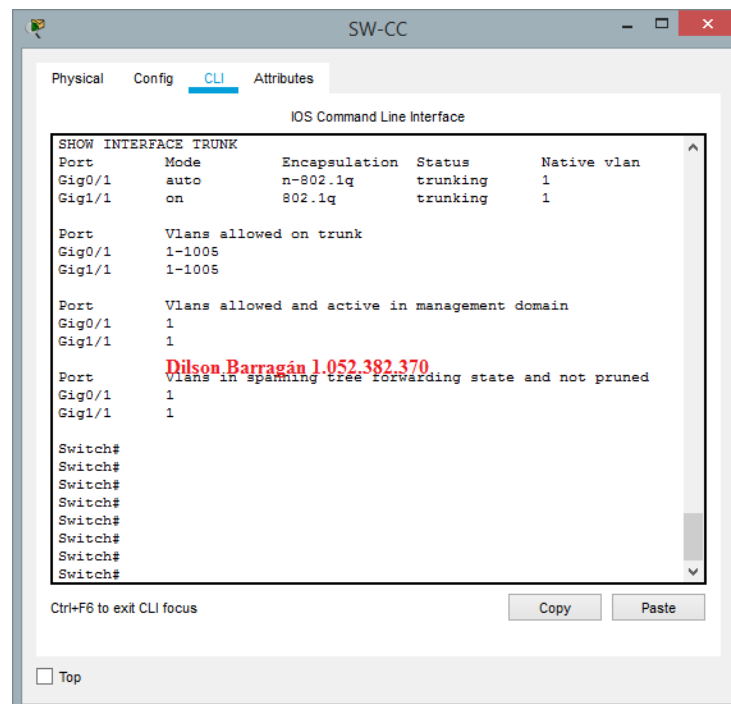 SW-CC
Physical Config CLI Attributes
IOS Command Line Interface
SHOW INTERFACE TRUNK
Port Mode Encapsulation Status Native vlan
Gig0/1 auto n-802.1q trunking 1
Gig1/1 on 802.1q trunking 1
Port Vlans allowed on trunk
Gig0/1 1-1005
Gig1/1 1-1005
Port Vlans allowed and active in management domain
Gig0/1 1
Gig1/1 1
Dilson Barragán 1.052.382.370
Port Vlans in spanning tree forwarding state and not pruned
Gig0/1 1
Gig1/1 1
Switch#
Switch#
Switch#
Switch#
Switch#
Switch#
Switch#
Switch#
Ctrl+F6 to exit CLI focus Copy Paste
Top